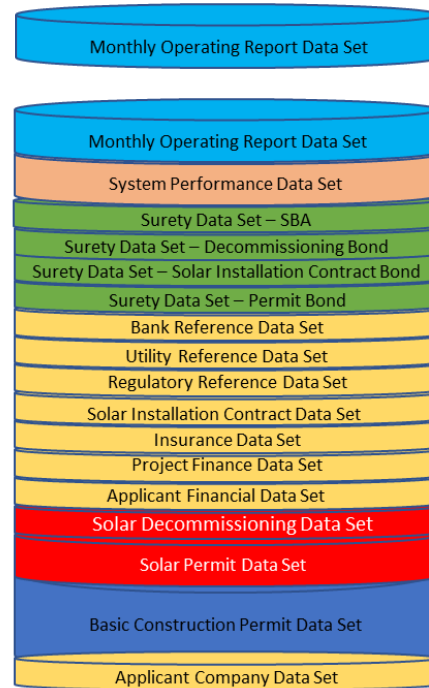 Monthly Operating Report Data Set
Monthly Operating Report Data Set
System Performance Data Set
Surety Data Set – SBA
Surety Data Set – Decommissioning Bond
Surety Data Set – Solar Installation Contract Bond
Surety Data Set – Permit Bond
Bank Reference Data Set
Utility Reference Data Set
Regulatory Reference Data Set
Solar Installation Contract Data Set
Insurance Data Set
Project Finance Data Set
Applicant Financial Data Set
Solar Decommissioning Data Set
Solar Permit Data Set
Basic Construction Permit Data Set
Applicant Company Data Set